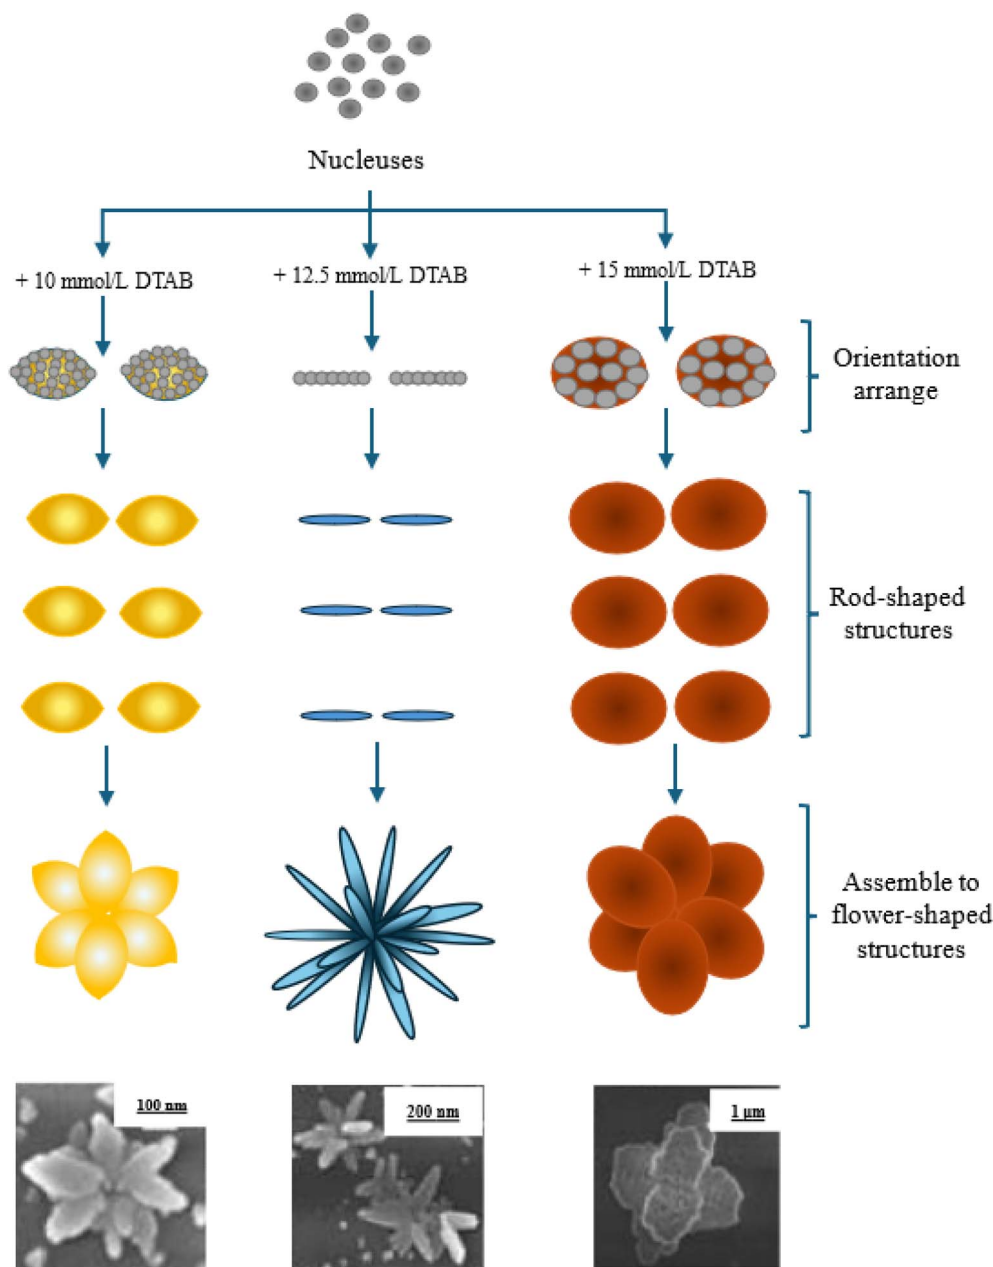 Nucleuses
+ 10 mmol/L DTAB
+ 12.5 mmol/L DTAB
+ 15 mmol/L DTAB
Orientation
arrange
Rod-shaped
structures
Assemble to
flower-shaped
structures
100 nm
200 nm
1 μm